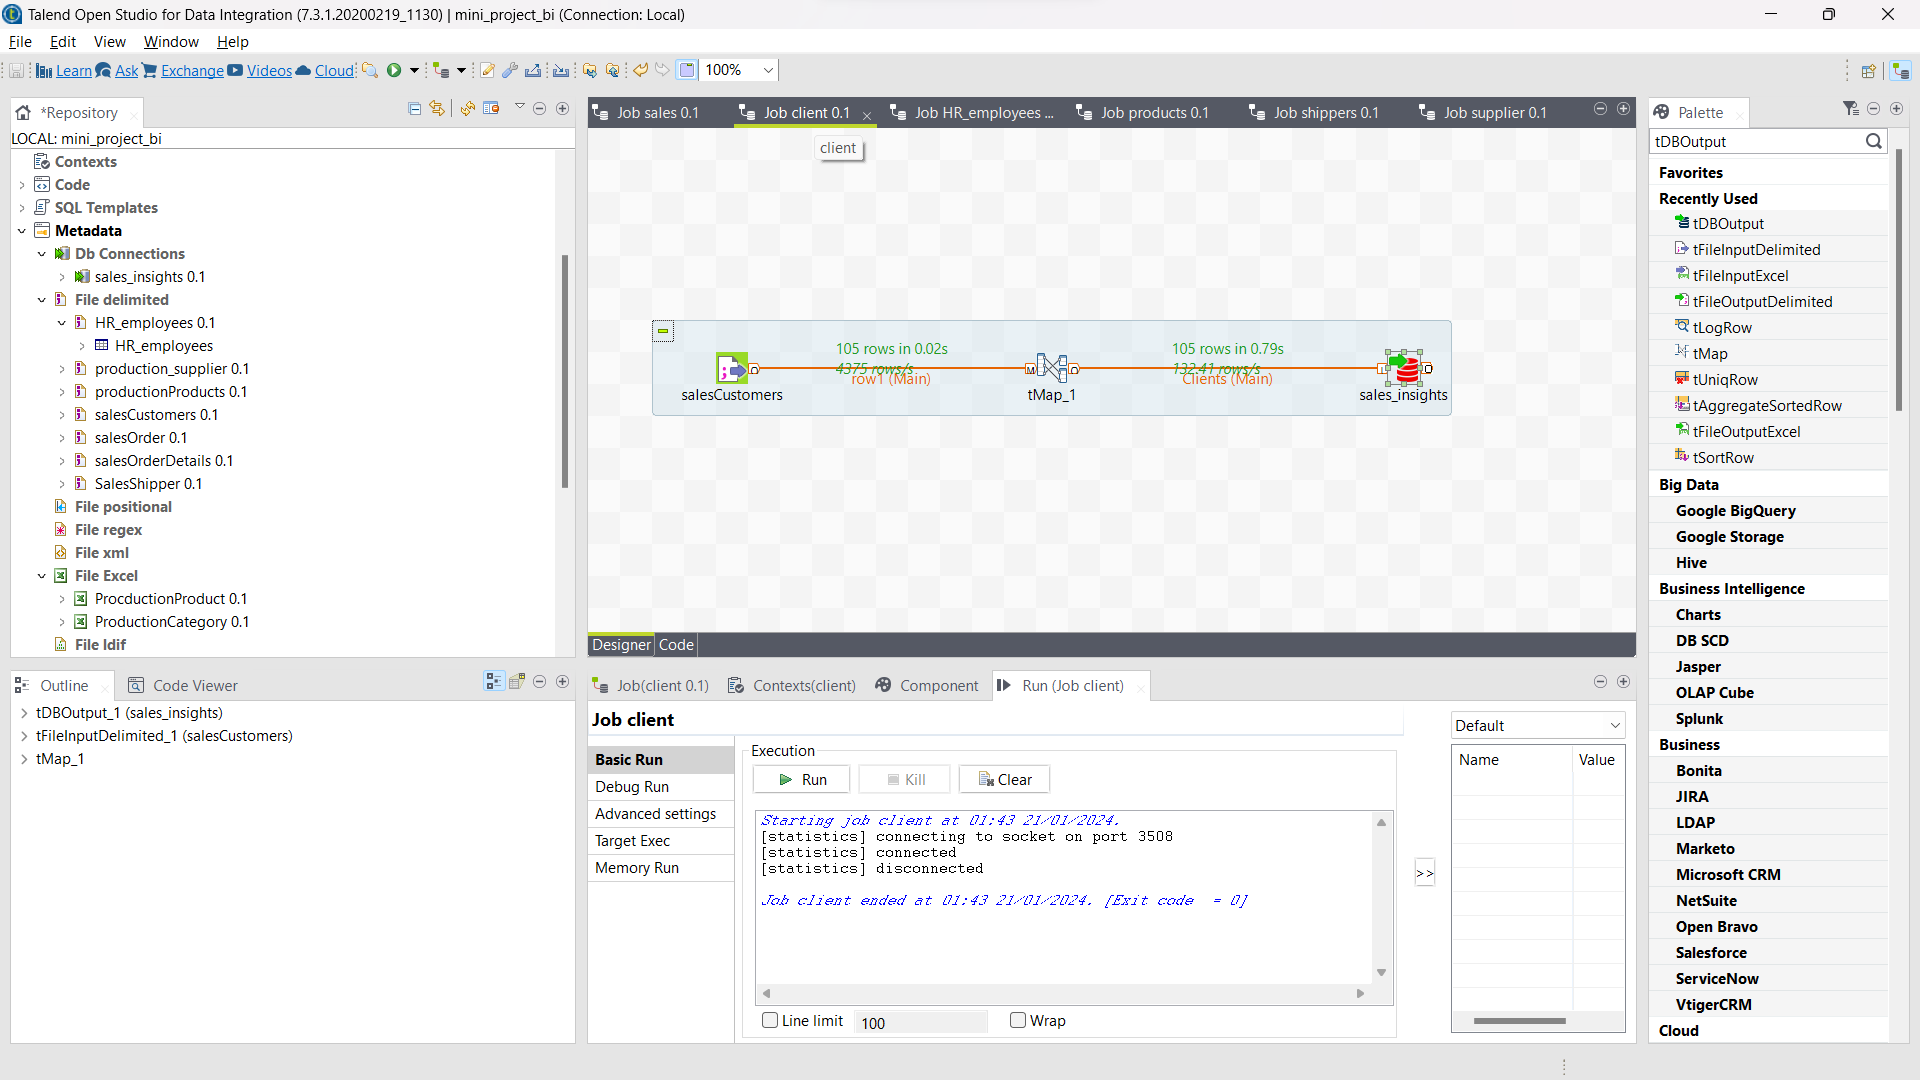 Talend Open Studio for Data Integration (7.3.1.20200219_1130) | mini_project_bi (Connection: Local)
File Edit View Window Help
Learn Ask Exchange Videos Cloud 100%
*Repository
LOCAL: mini_project_bi
Contexts
Code
SQL Templates
Metadata
Db Connections
sales_insights 0.1
File delimited
HR_employees 0.1
HR_employees
production_supplier 0.1
productionProducts 0.1
salesCustomers 0.1
salesOrder 0.1
salesOrderDetails 0.1
SalesShipper 0.1
File positional
File regex
File xml
File Excel
ProcductionProduct 0.1
ProductionCategory 0.1
File ldif
Outline Code Viewer
tDBOutput_1 (sales_insights)
tFileInputDelimited_1 (salesCustomers)
tMap_1
Job sales 0.1 Job client 0.1 Job HR_employees ... Job products 0.1 Job shippers 0.1 Job supplier 0.1
client
105 rows in 0.02s 105 rows in 0.79s
4375 rows/s 132.41 rows/s
row1 (Main) Clients (Main)
salesCustomers tMap_1 sales_insights
Designer Code
Job(client 0.1) Contexts(client) Component Run (Job client)
Job client
Basic Run
Debug Run
Advanced settings
Target Exec
Memory Run
Execution
Run Kill Clear
Starting job client at 01:43 21/01/2024.
[statistics] connecting to socket on port 3508
[statistics] connected
[statistics] disconnected
Job client ended at 01:43 21/01/2024. [Exit code  = 0]
Line limit 100 Wrap
>>
Default
Name Value
Palette
tDBOutput
Favorites
Recently Used
tDBOutput
tFileInputDelimited
tFileInputExcel
tFileOutputDelimited
tLogRow
tMap
tUniqRow
tAggregateSortedRow
tFileOutputExcel
tSortRow
Big Data
Google BigQuery
Google Storage
Hive
Business Intelligence
Charts
DB SCD
Jasper
OLAP Cube
Splunk
Business
Bonita
JIRA
LDAP
Marketo
Microsoft CRM
NetSuite
Open Bravo
Salesforce
ServiceNow
VtigerCRM
Cloud